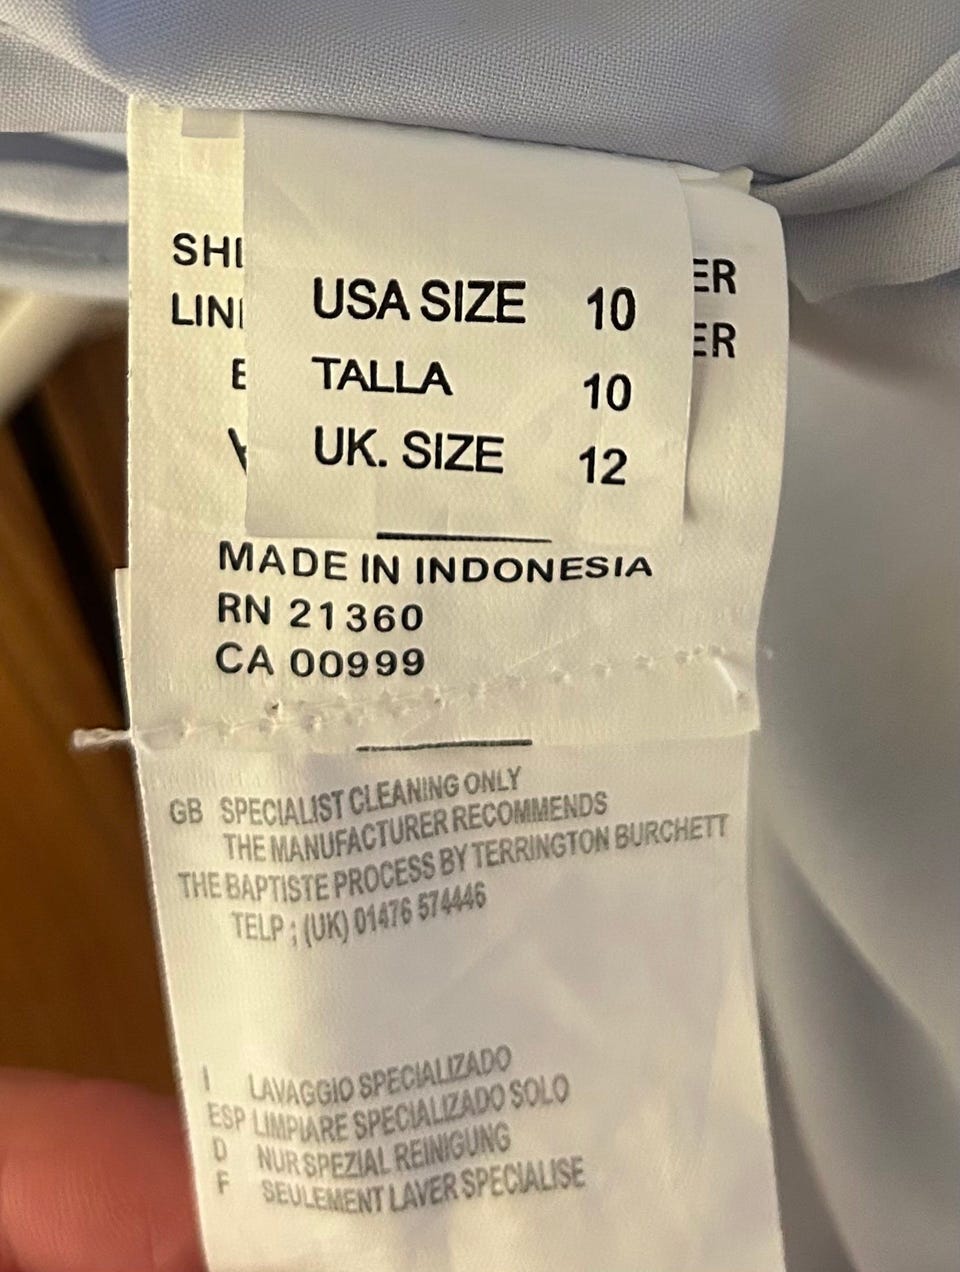 USA SIZE 10
TALLA 10
UK. SIZE 12
MADE IN INDONESIA
RN 21360
CA 00999
GB SPECIALIST CLEANING ONLY
THE MANUFACTURER RECOMMENDS
THE BAPTISTE PROCESS BY TERRINGTON BURCHETT
TELP ; (UK) 01476 574446
I LAVAGGIO SPECIALIZADO
ESP LIMPIARE SPECIALIZADO SOLO
D NUR SPEZIAL REINIGUNG
F SEULEMENT LAVER SPECIALISE